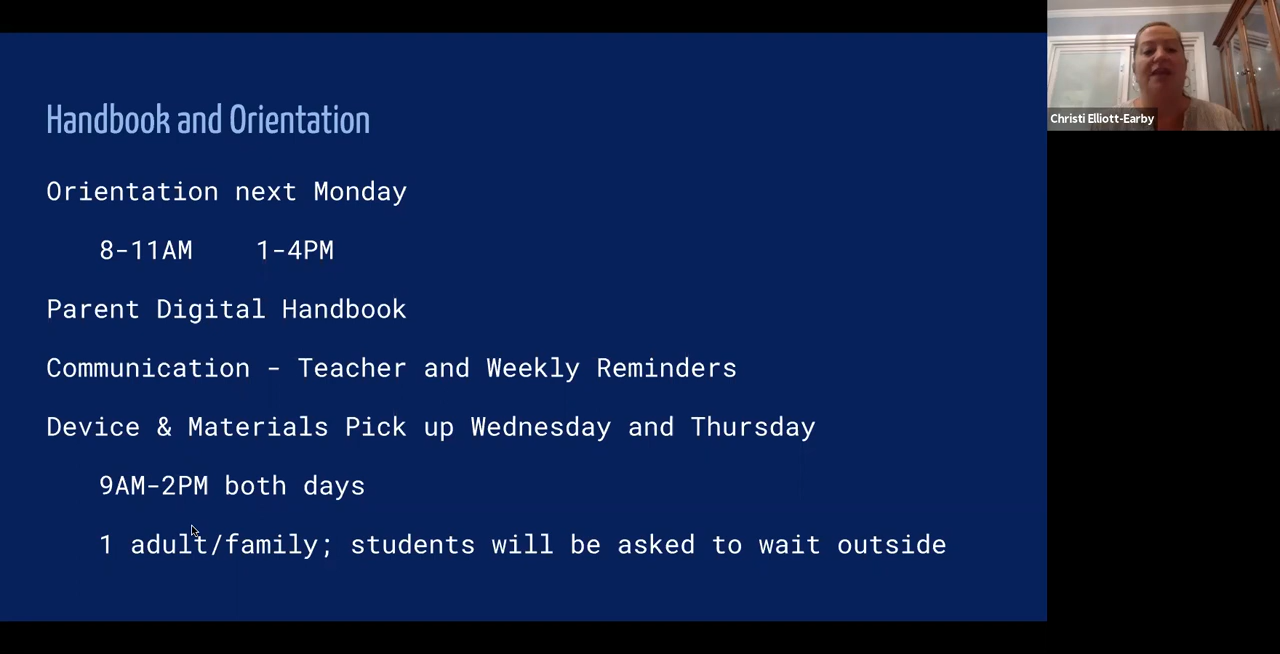 Handbook and Orientation
Orientation next Monday
8-11AM 1-4PM
Parent Digital Handbook
Communication - Teacher and Weekly Reminders
Device & Materials Pick up Wednesday and Thursday
9AM-2PM both days
1 adult/family; students will be asked to wait outside
Christi Elliott-Earby